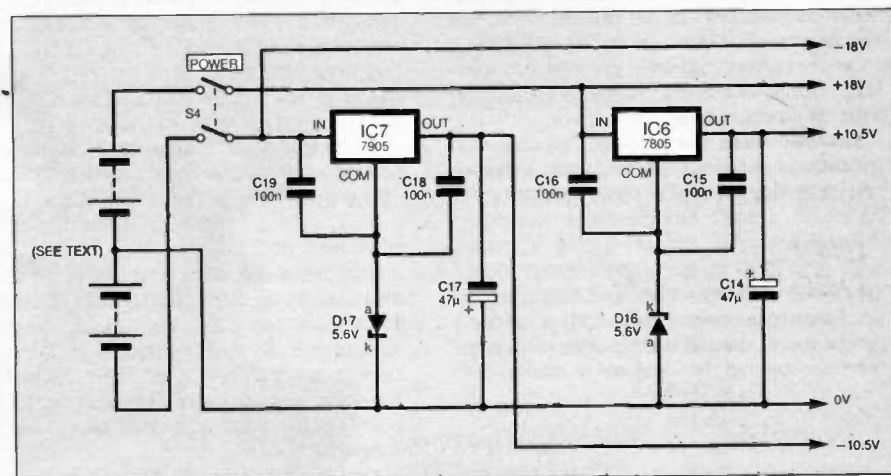 −18V
POWER
+18V
S4
IN
IC7
7905
OUT
IN
IC6
7805
OUT
+10.5V
COM
COM
C19
100n
C18
100n
C16
100n
C15
100n
(SEE TEXT)
a
D17
5.6V
k
C17
47µ
+
k
D16
5.6V
a
+
C14
47µ
0V
−10.5V